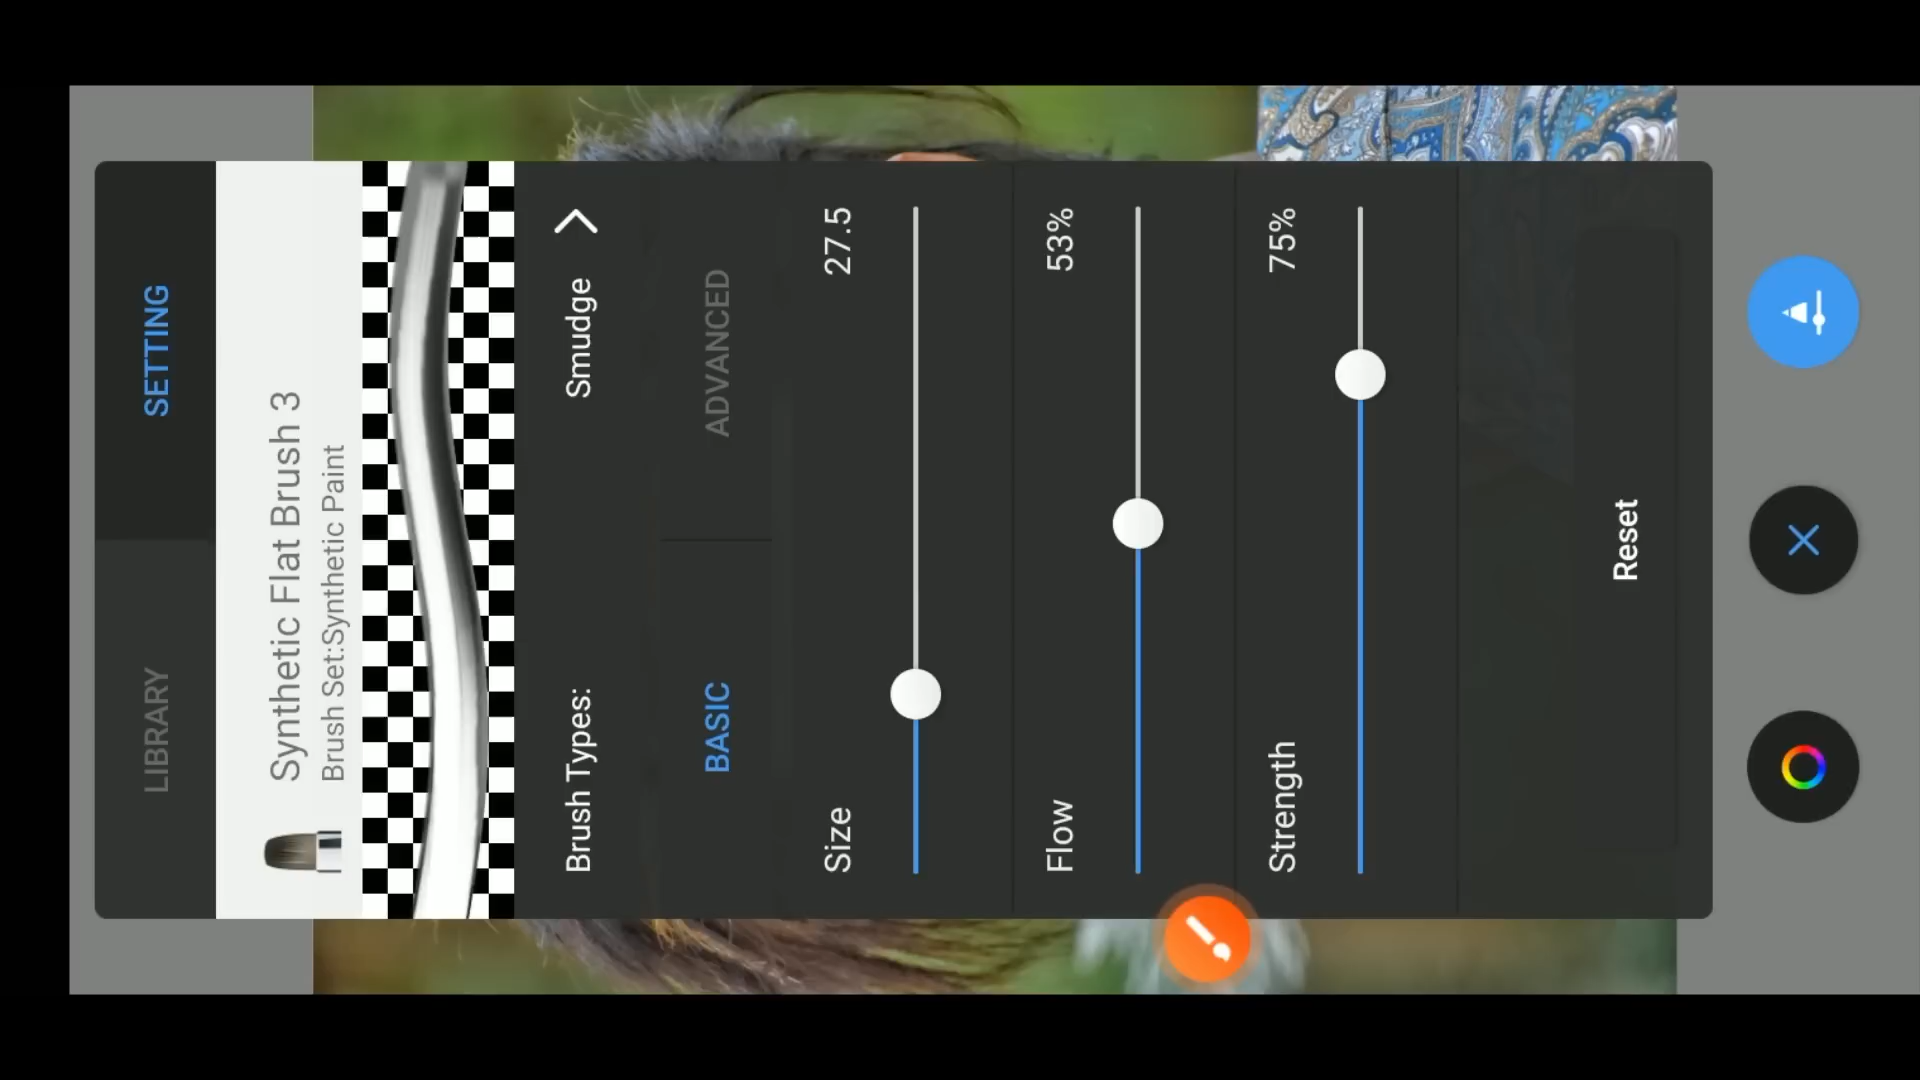 LIBRARY
SETTING
Synthetic Flat Brush 3
Brush Set:Synthetic Paint
Brush Types:
Smudge
BASIC
ADVANCED
Size
27.5
Flow
53%
Strength
75%
Reset